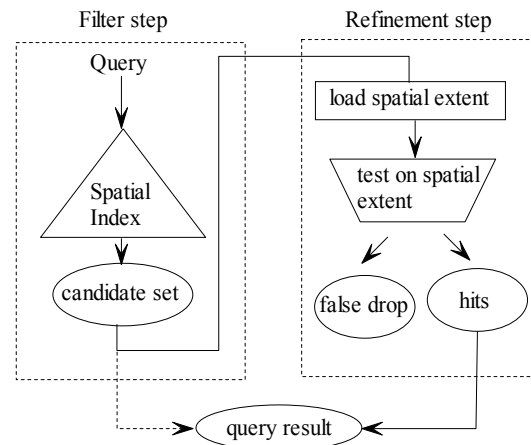 Filter step
Refinement step
Query
Spatial
Index
candidate set
load spatial extent
test on spatial
extent
false drop
hits
query result